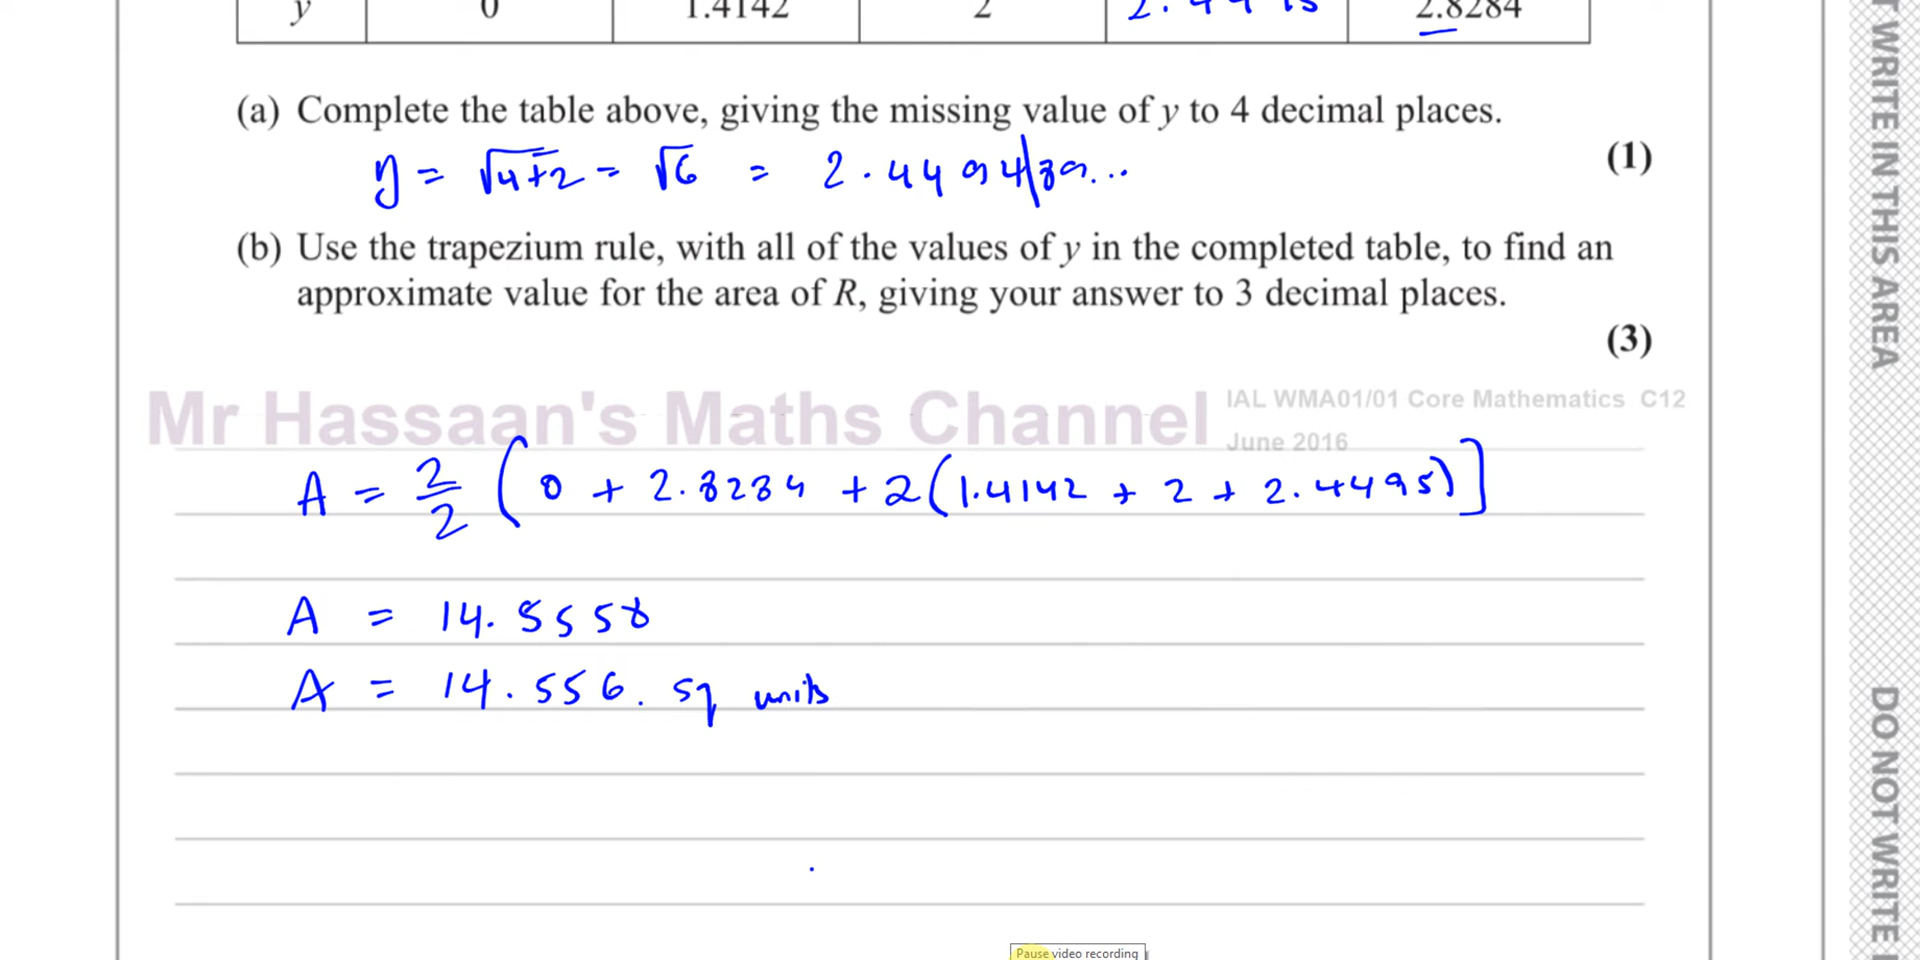 y 0 1.4142 2 2.4495 2.8284
(a) Complete the table above, giving the missing value of y to 4 decimal places.
(1)
y = √4+2 = √6 = 2.4494|89...
(b) Use the trapezium rule, with all of the values of y in the completed table, to find an
approximate value for the area of R, giving your answer to 3 decimal places.
(3)
Mr Hassaan's Maths Channel
IAL WMA01/01 Core Mathematics C12
June 2016
A = 2/2 ( 0 + 2.8284 + 2(1.4142 + 2 + 2.4495)]
A = 14.5558
A = 14.556. sq units
Pause video recording
T WRITE IN THIS AREA
DO NOT WRITE I